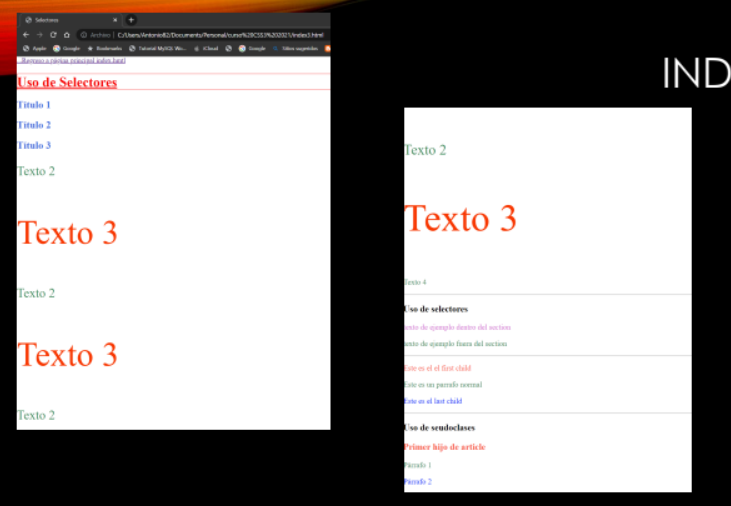 Selectores
Archivo | C:/Users/Antonio82/Documents/Personal/curso%20CSS3%202021/index3.html
Apple Google Bookmarks Tutorial MySQL Wo... iCloud Google Sitios sugeridos
Regreso a página principal index.html
Uso de Selectores
Titulo 1
Titulo 2
Titulo 3
Texto 2
Texto 3
Texto 2
Texto 3
Texto 2
IND
Texto 2
Texto 3
Texto 4
Uso de selectores
texto de ejemplo dentro del section
texto de ejemplo fuera del section
Este es el el first child
Este es un parrafo normal
Este es el last child
Uso de seudoclases
Primer hijo de article
Párrafo 1
Párrafo 2